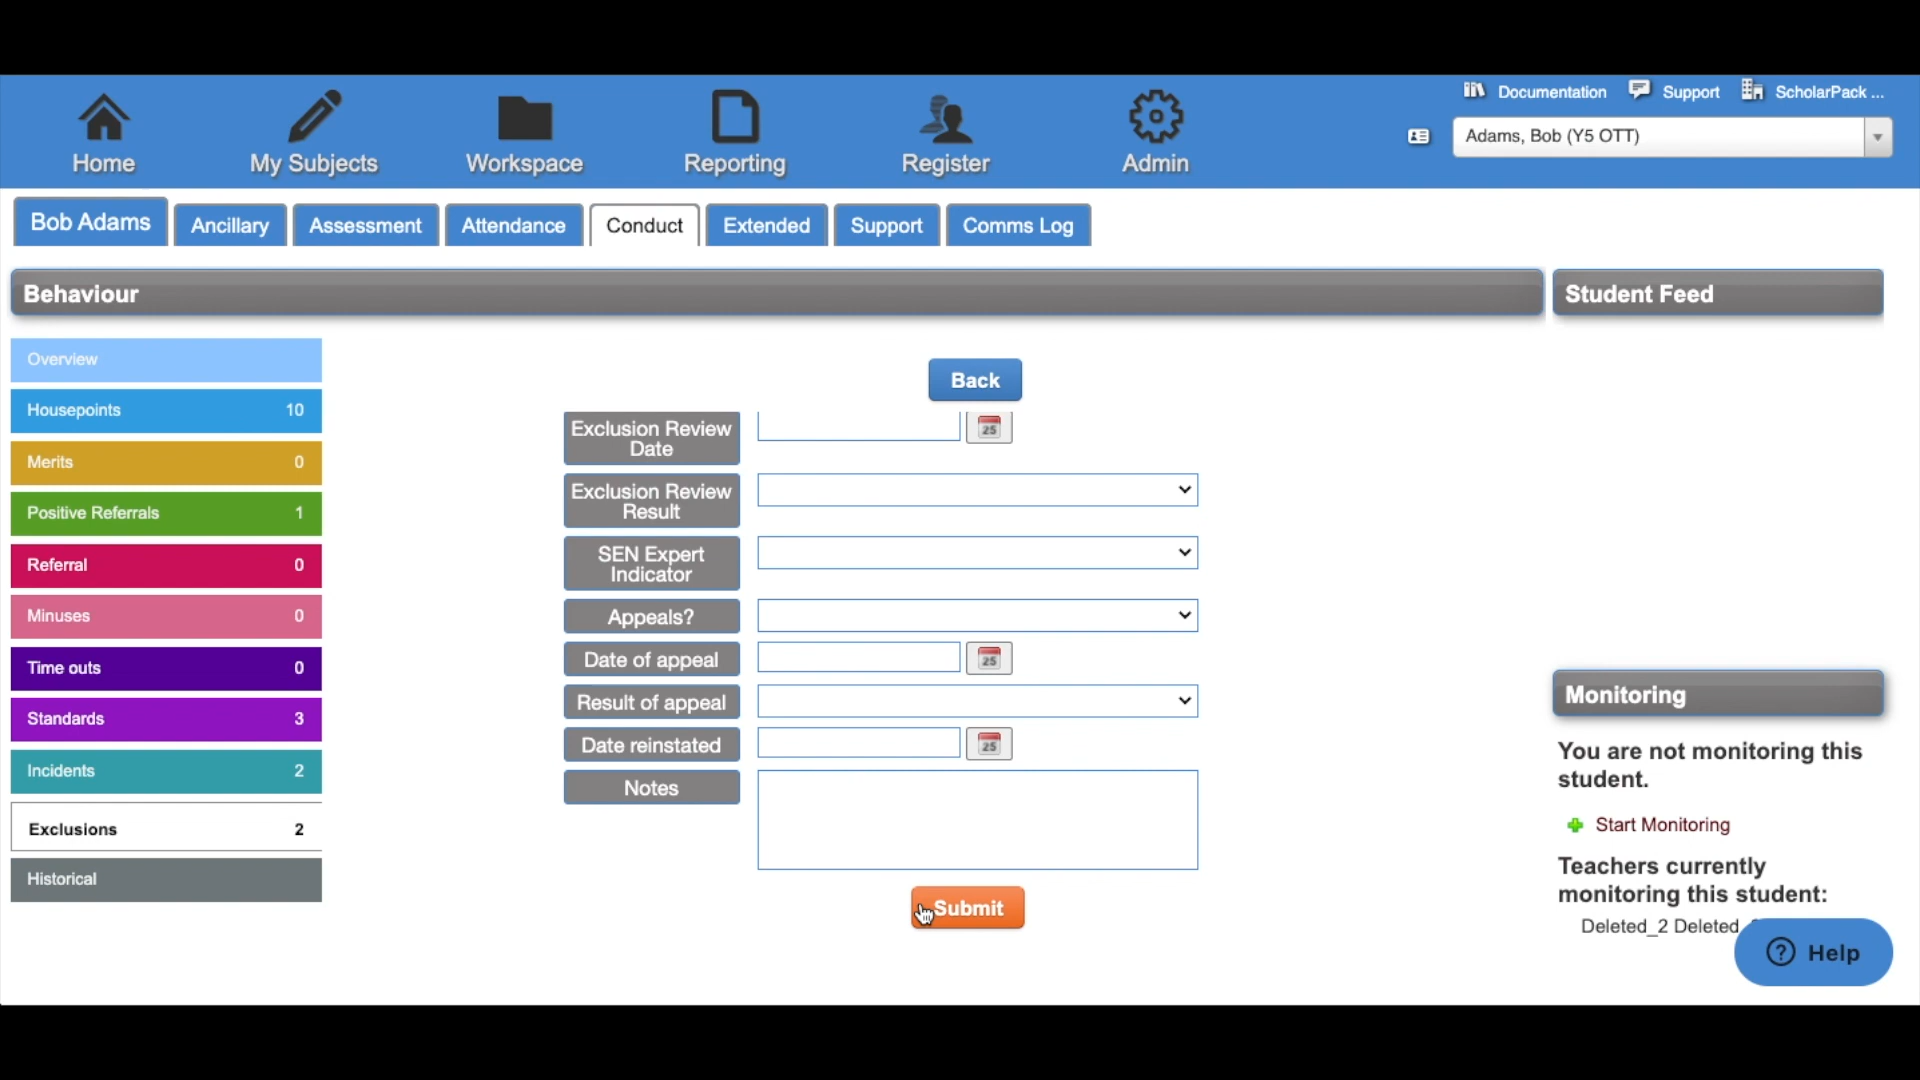 Documentation
Support
ScholarPack ...
Adams, Bob (Y5 OTT)
Home
My Subjects
Workspace
Reporting
Register
Admin
Bob Adams
Ancillary
Assessment
Attendance
Conduct
Extended
Support
Comms Log
Behaviour
Student Feed
Overview
Housepoints 10
Merits 0
Positive Referrals 1
Referral 0
Minuses 0
Time outs 0
Standards 3
Incidents 2
Exclusions 2
Historical
Back
Exclusion Review
Date
25
Exclusion Review
Result
SEN Expert
Indicator
Appeals?
Date of appeal
25
Result of appeal
Date reinstated
25
Notes
Submit
Monitoring
You are not monitoring this
student.
Start Monitoring
Teachers currently
monitoring this student:
Deleted_2 Deleted
Help